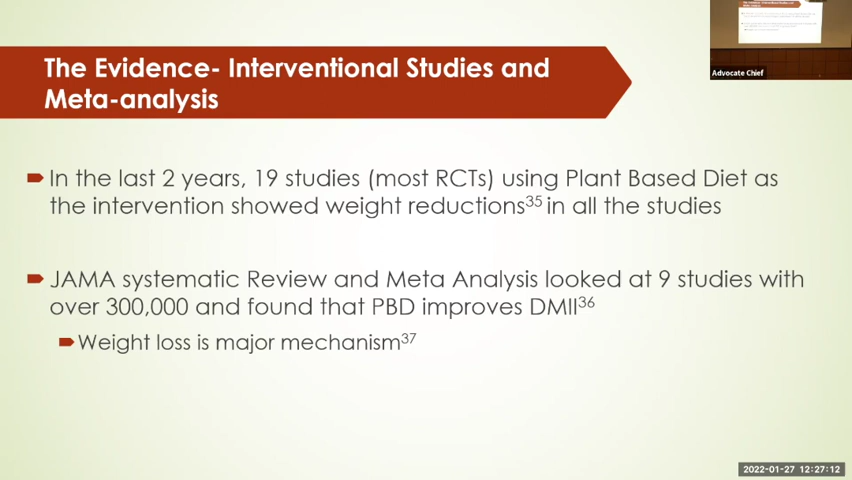 The Evidence- Interventional Studies and
Meta-analysis
In the last 2 years, 19 studies (most RCTs) using Plant Based Diet as
the intervention showed weight reductions35 in all the studies
JAMA systematic Review and Meta Analysis looked at 9 studies with
over 300,000 and found that PBD improves DMII36
Weight loss is major mechanism37
Advocate Chief
2022-01-27 12:27:12